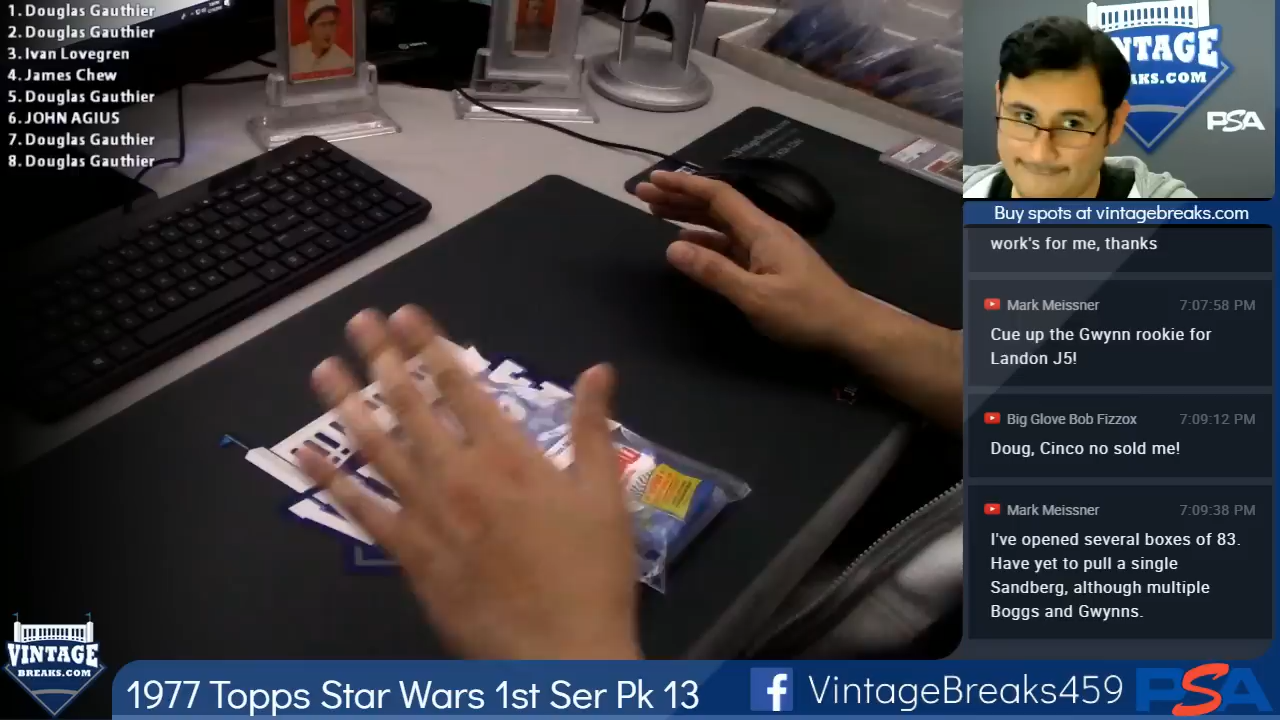 1. Douglas Gauthier
2. Douglas Gauthier
3. Ivan Lovegren
4. James Chew
5. Douglas Gauthier
6. JOHN AGIUS
7. Douglas Gauthier
8. Douglas Gauthier
VINTAGE
BREAKS.COM
PSA
Buy spots at vintagebreaks.com
work's for me, thanks
Mark Meissner 7:07:58 PM
Cue up the Gwynn rookie for
Landon J5!
Big Glove Bob Fizzox 7:09:12 PM
Doug, Cinco no sold me!
Mark Meissner 7:09:38 PM
I've opened several boxes of 83.
Have yet to pull a single
Sandberg, although multiple
Boggs and Gwynns.
VINTAGE
BREAKS.COM
1977 Topps Star Wars 1st Ser Pk 13
f VintageBreaks459
PSA